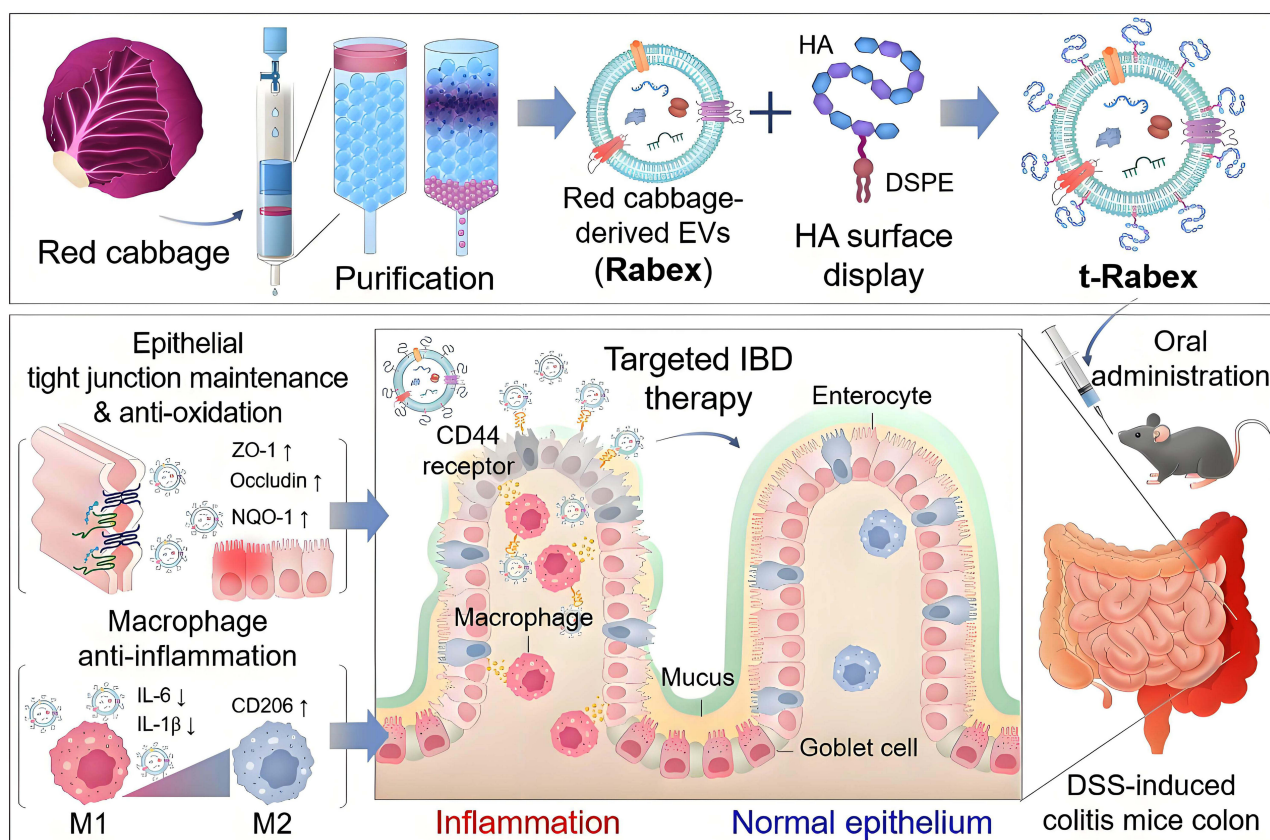 Red cabbage
Purification
Red cabbage-
derived EVs
(Rabex)
HA
DSPE
HA surface
display
t-Rabex
Epithelial
tight junction maintenance
& anti-oxidation
ZO-1 ↑
Occludin ↑
NQO-1 ↑
Macrophage
anti-inflammation
IL-6 ↓
IL-1β ↓
CD206 ↑
M1
M2
Targeted IBD
therapy
CD44
receptor
Enterocyte
Macrophage
Mucus
Goblet cell
Inflammation
Normal epithelium
Oral
administration
DSS-induced
colitis mice colon